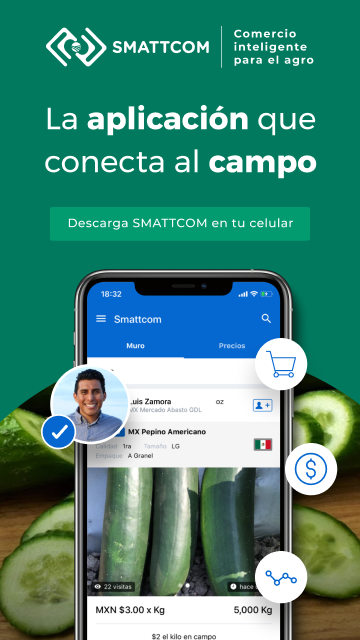 SMATTCOM
Comercio
inteligente
para el agro
La aplicación que
conecta al campo
Descarga SMATTCOM en tu celular
18:32
Smattcom
Muro Precios
Luis Zamora oz
MX Mercado Abasto GDL
MX Pepino Americano
Calidad 1ra Tamaño LG
Empaque A Granel
22 visitas hace
MXN $3.00 x Kg 5,000 Kg
$2 el kilo en campo